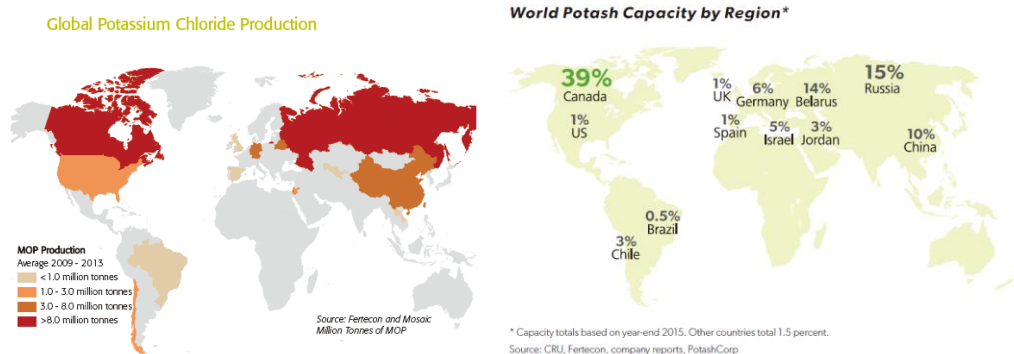 Global Potassium Chloride Production
MOP Production
Average 2009 - 2013
<1.0 million tonnes
1.0 - 3.0 million tonnes
3.0 - 8.0 million tonnes
>8.0 million tonnes
Source: Fertecon and Mosaic
Million Tonnes of MOP
World Potash Capacity by Region*
39%
Canada
1%
US
1%
UK
6%
Germany
14%
Belarus
15%
Russia
1%
Spain
5%
Israel
3%
Jordan
10%
China
0.5%
Brazil
3%
Chile
* Capacity totals based on year-end 2015. Other countries total 1.5 percent.
Source: CRU, Fertecon, company reports, PotashCorp